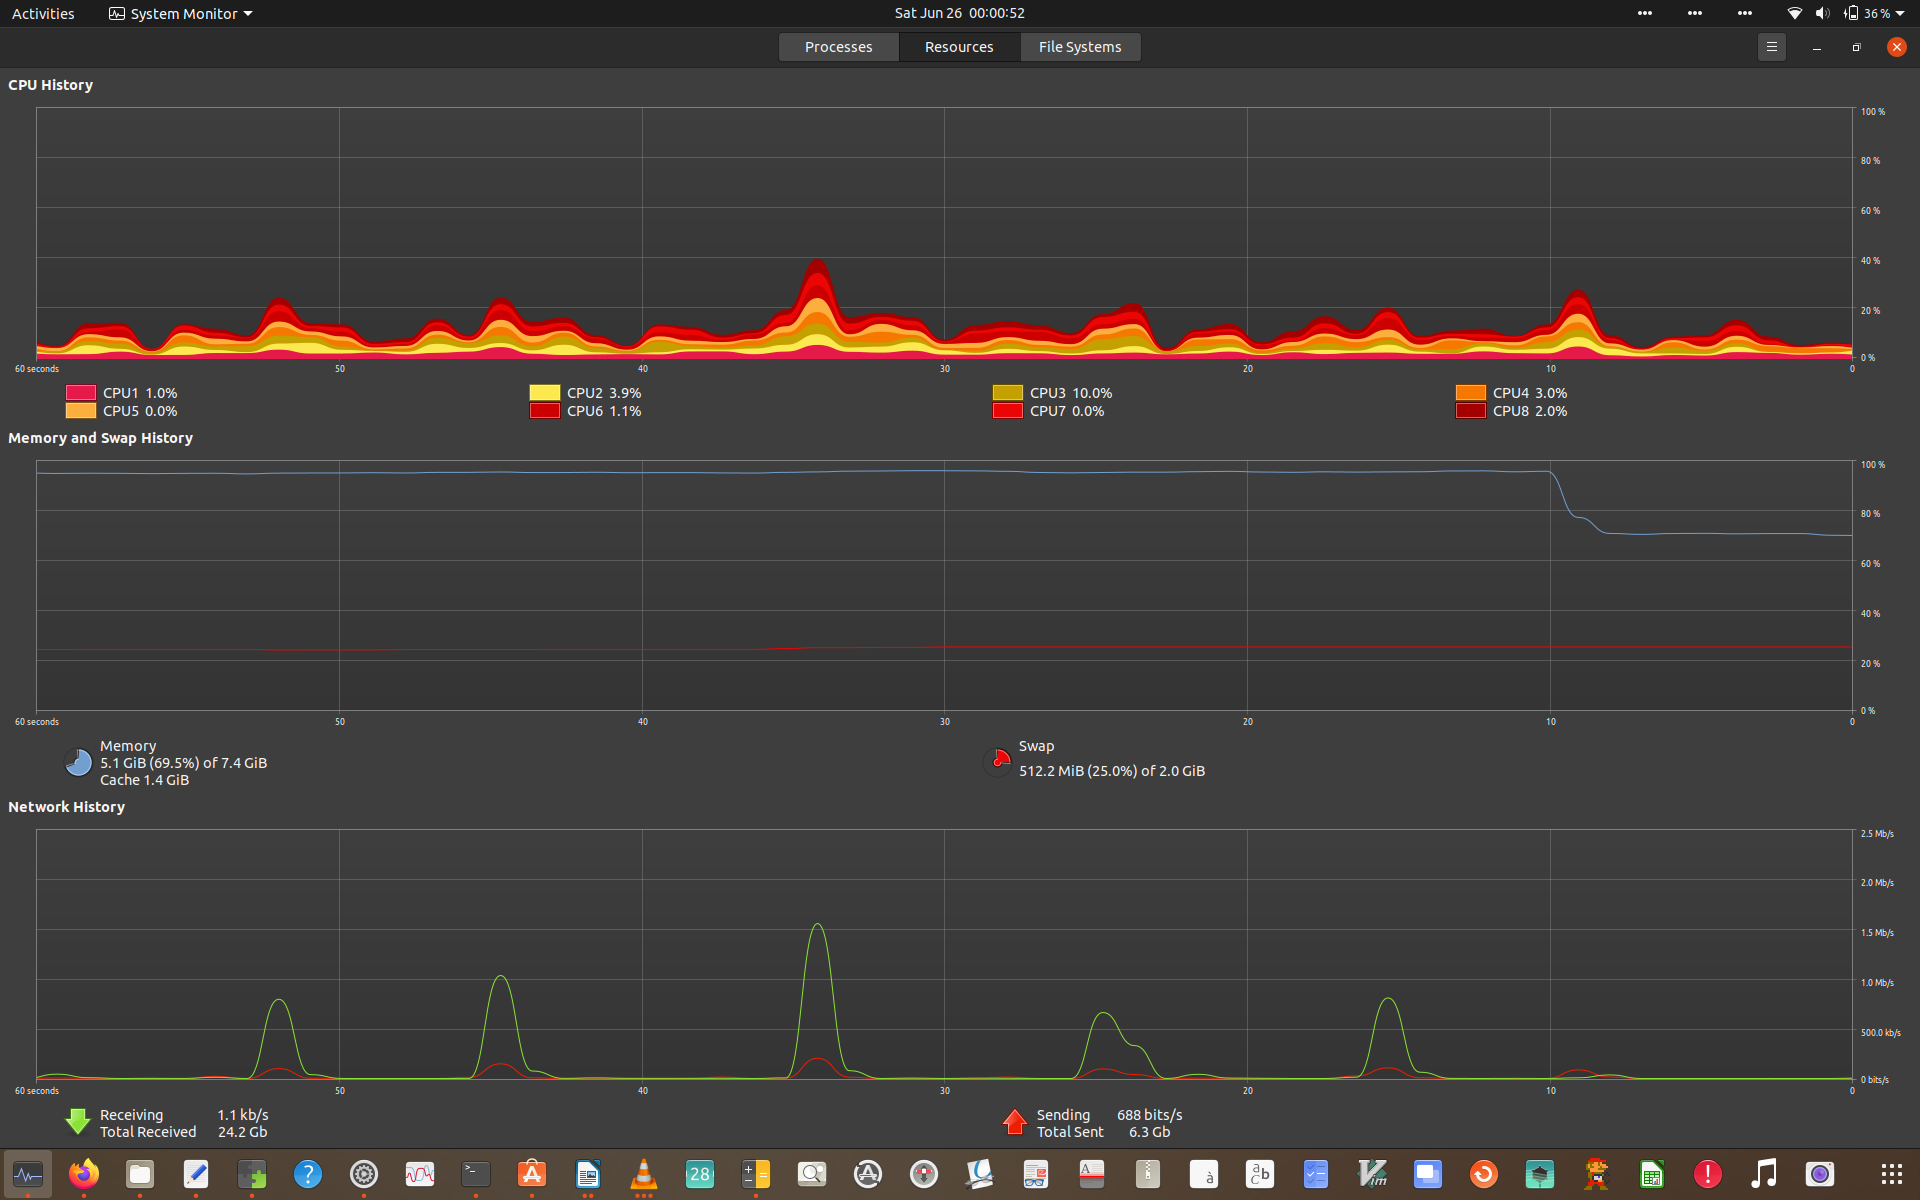 Activities System Monitor Sat Jun 26 00:00:52 36 %
Processes Resources File Systems
CPU History
100 %
80 %
60 %
40 %
20 %
0 %
60 seconds 50 40 30 20 10 0
CPU1 1.0% CPU2 3.9% CPU3 10.0% CPU4 3.0%
CPU5 0.0% CPU6 1.1% CPU7 0.0% CPU8 2.0%
Memory and Swap History
100 %
80 %
60 %
40 %
20 %
0 %
60 seconds 50 40 30 20 10 0
Memory
5.1 GiB (69.5%) of 7.4 GiB
Cache 1.4 GiB
Swap
512.2 MiB (25.0%) of 2.0 GiB
Network History
2.5 Mb/s
2.0 Mb/s
1.5 Mb/s
1.0 Mb/s
500.0 kb/s
0 bits/s
60 seconds 50 40 30 20 10 0
Receiving 1.1 kb/s
Total Received 24.2 Gb
Sending 688 bits/s
Total Sent 6.3 Gb
28
à
ab
c
Vim